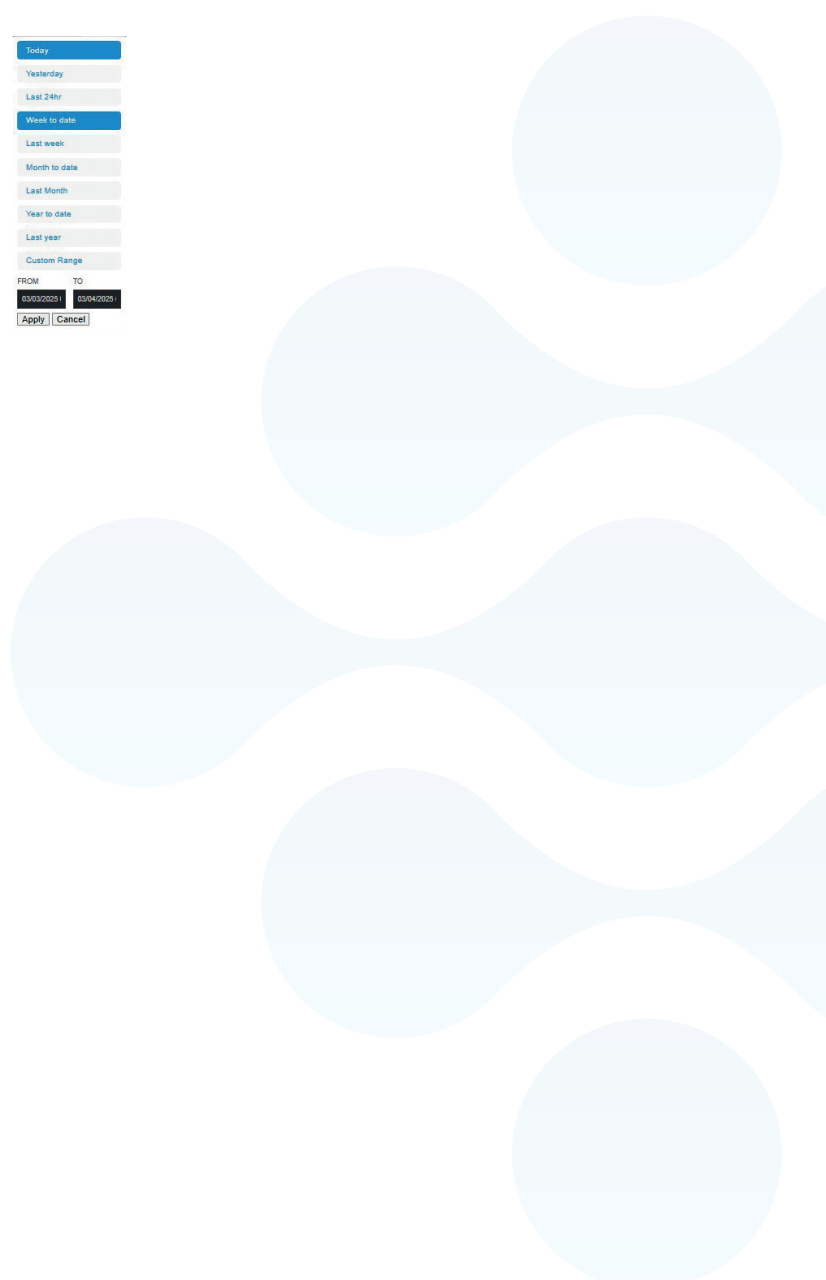 Today
Yesterday
Last 24hr
Week to date
Last week
Month to date
Last Month
Year to date
Last year
Custom Range
FROM TO
03/03/2025 03/04/2025
Apply Cancel